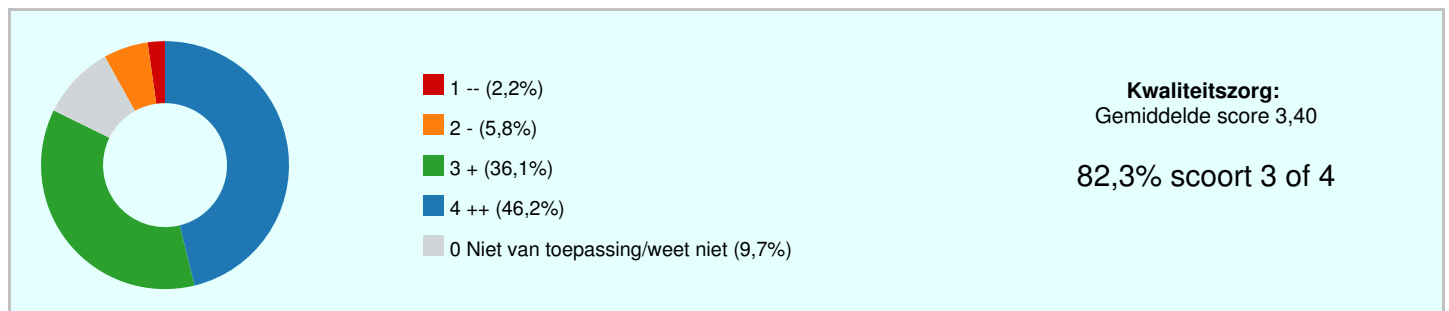 1 -- (2,2%)
2 - (5,8%)
3 + (36,1%)
4 ++ (46,2%)
0 Niet van toepassing/weet niet (9,7%)
Kwaliteitszorg:
Gemiddelde score 3,40
82,3% scoort 3 of 4